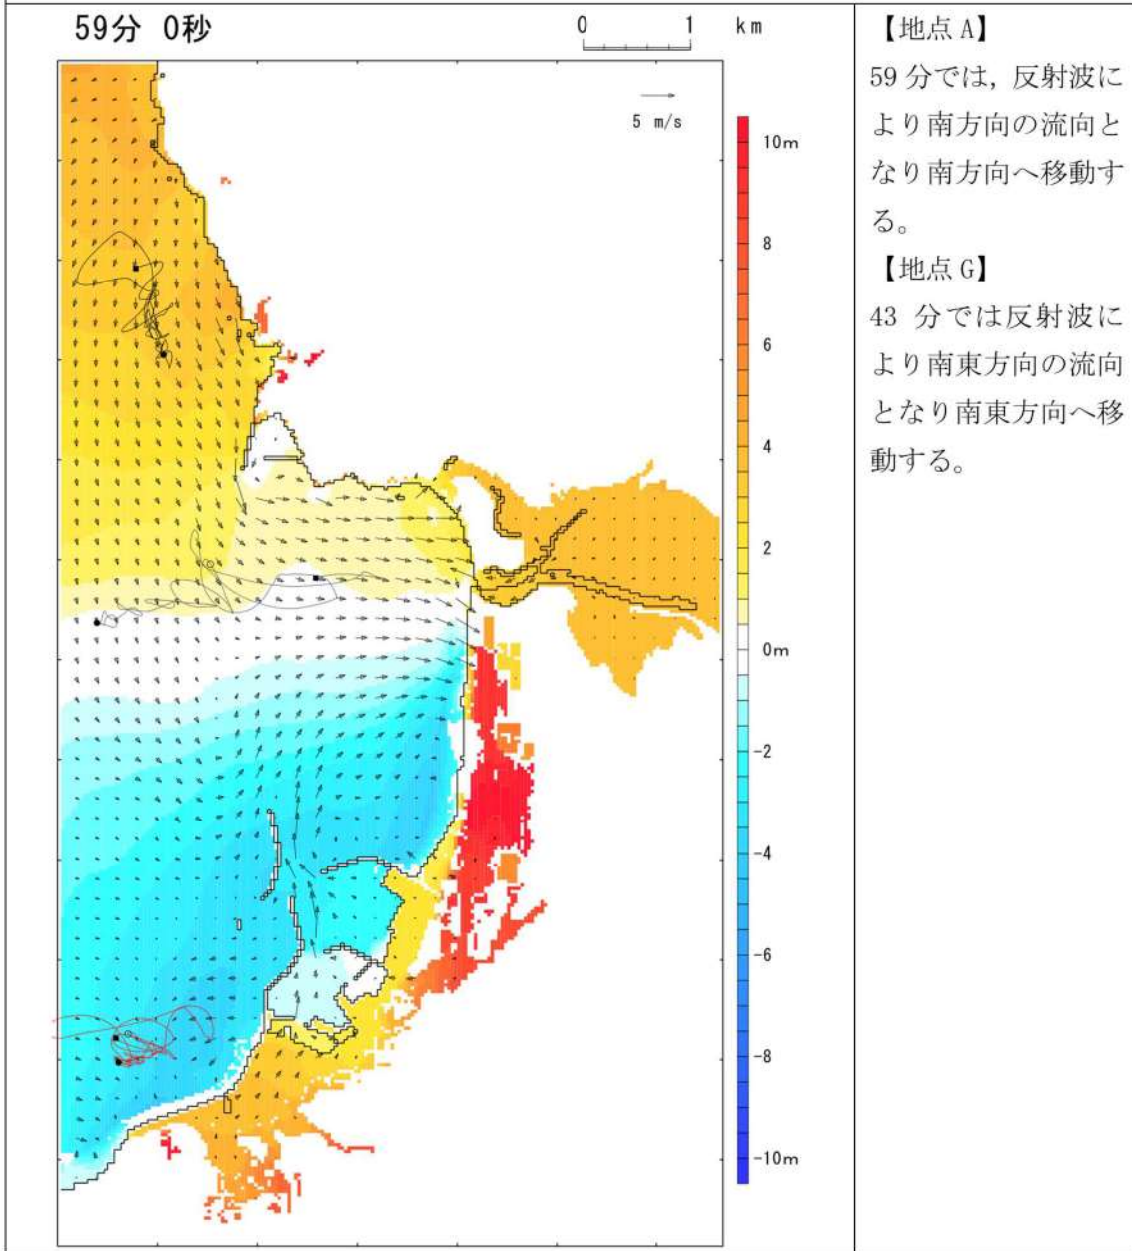 59分 0秒
0 1 km
5 m/s
10m
8
6
4
2
0m
-2
-4
-6
-8
-10m
【地点 A】
59 分では，反射波に
より南方向の流向と
なり南方向へ移動す
る。
【地点 G】
43 分では反射波に
より南東方向の流向
となり南東方向へ移
動する。